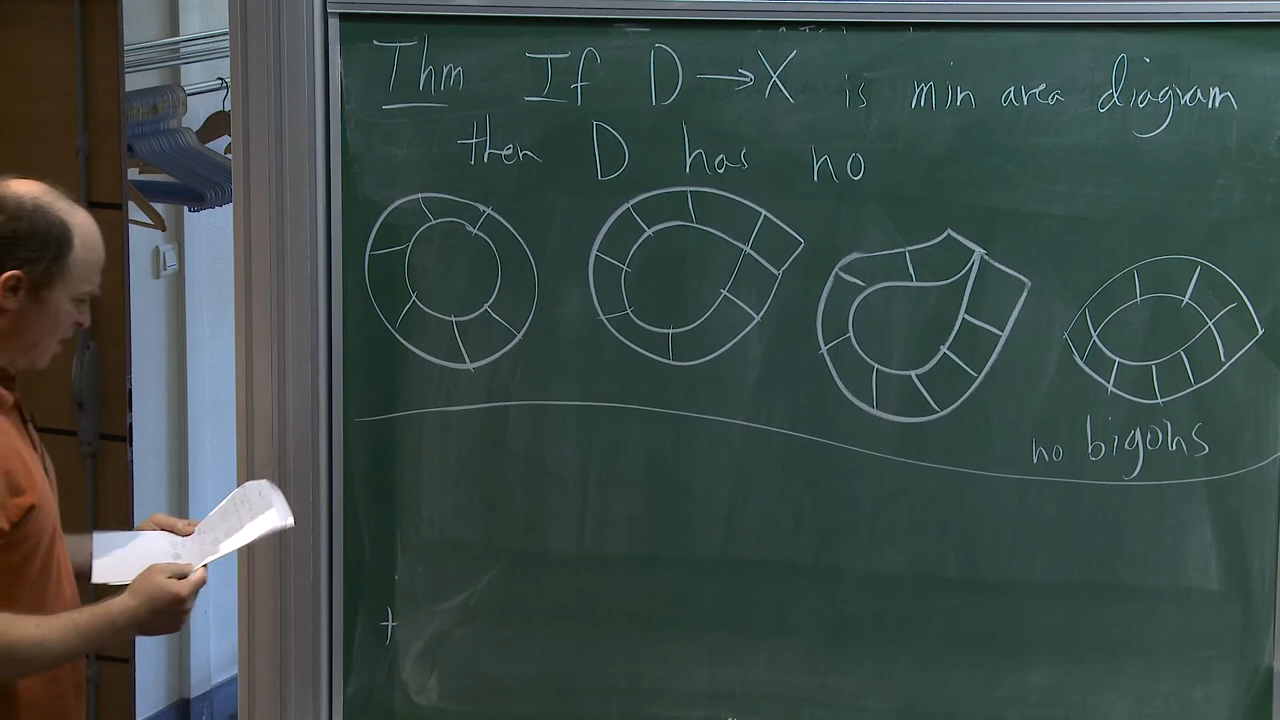 Thm If D → X is min area diagram
then D has no
no bigons
+